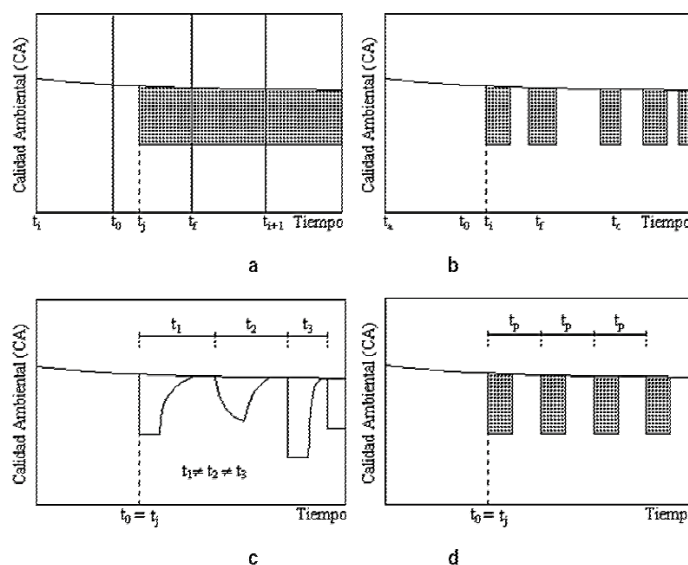 Calidad Ambiental (CA)
t_i t_0 t_j t_f t_{i+1} Tiempo
a
Calidad Ambiental (CA)
t_0 t_i t_f t_c Tiempo
b
Calidad Ambiental (CA)
t_1 t_2 t_3
t_1 ≠ t_2 ≠ t_3
t_0 = t_j
Tiempo
c
Calidad Ambiental (CA)
t_p t_p t_p
t_0 = t_j
Tiempo
d